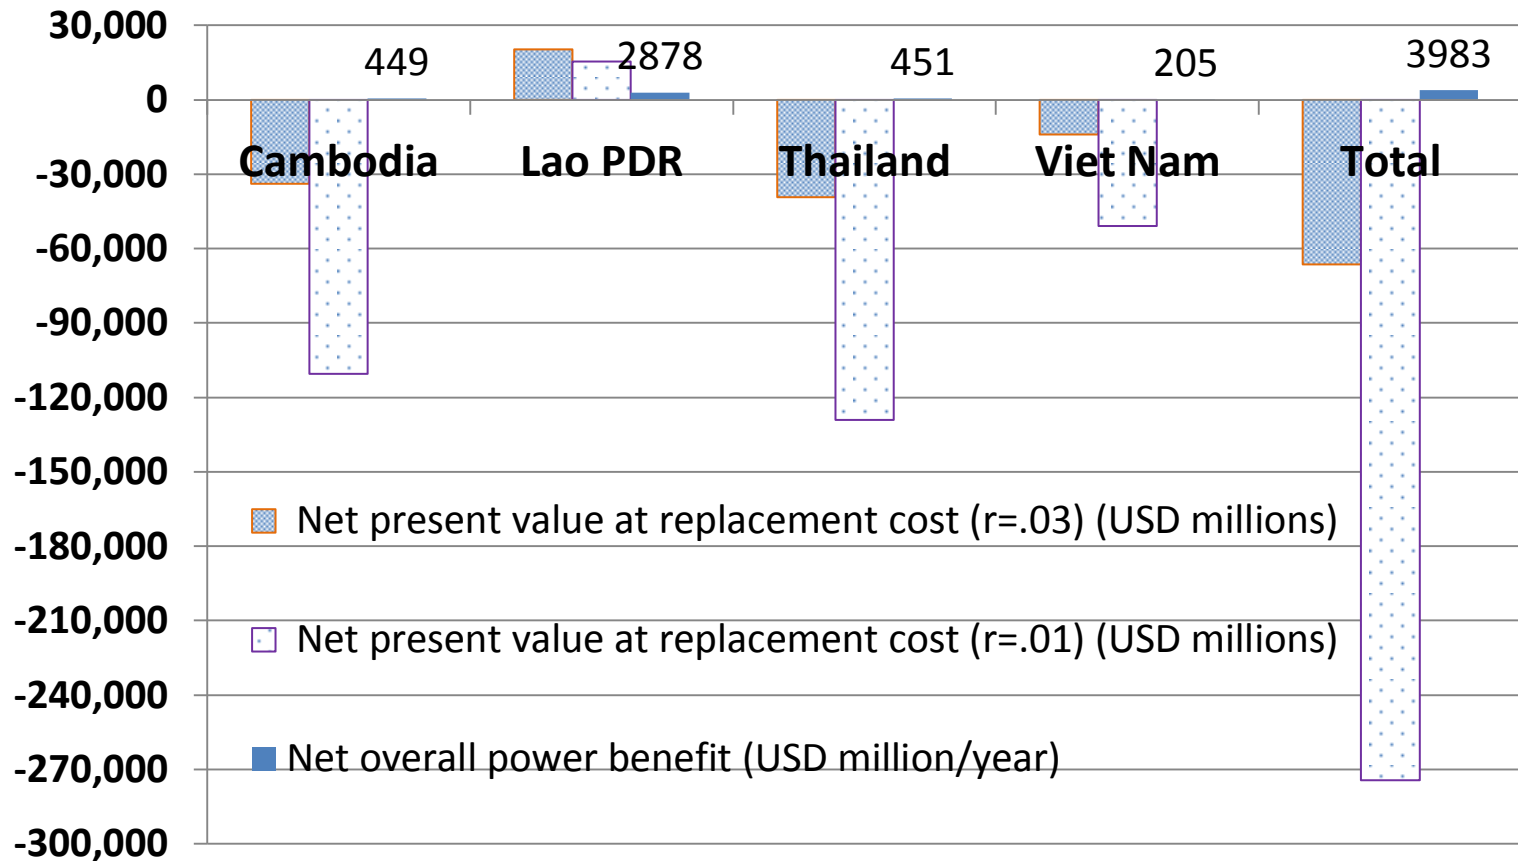 30,000
0
-30,000
-60,000
-90,000
-120,000
-150,000
-180,000
-210,000
-240,000
-270,000
-300,000
449
2878
451
205
3983
Cambodia
Lao PDR
Thailand
Viet Nam
Total
Net present value at replacement cost (r=.03) (USD millions)
Net present value at replacement cost (r=.01) (USD millions)
Net overall power benefit (USD million/year)